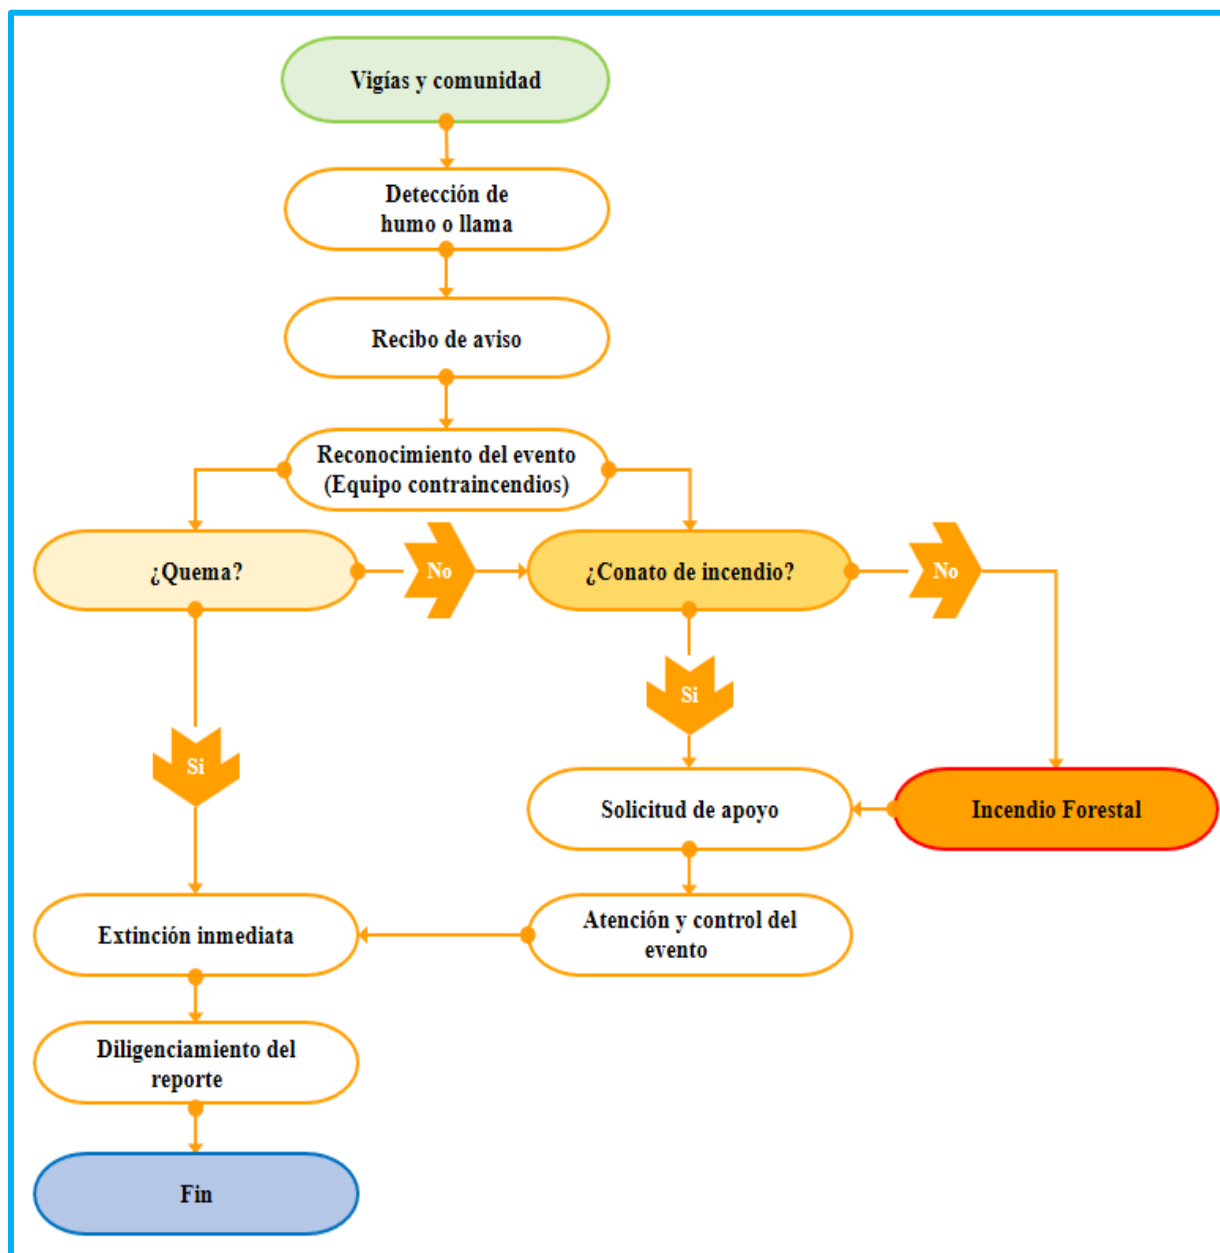 Vigías y comunidad
Detección de
humo o llama
Recibo de aviso
Reconocimiento del evento
(Equipo contraincendios)
¿Quema?
No
¿Conato de incendio?
No
Si
Si
Solicitud de apoyo
Incendio Forestal
Extinción inmediata
Atención y control del
evento
Diligenciamiento del
reporte
Fin